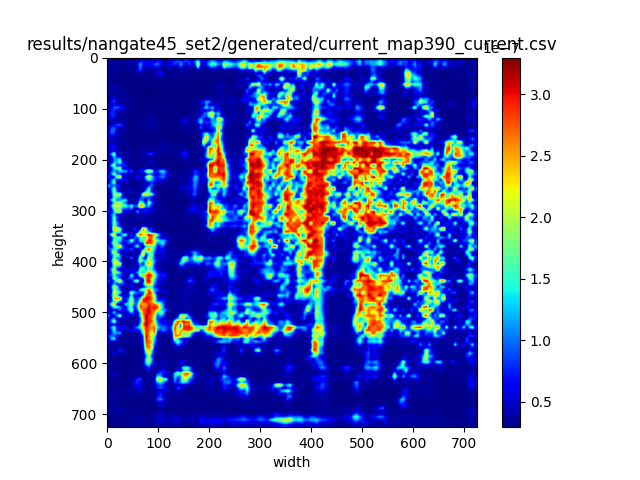 results/nangate45_set2/generated/current_map390_current.csv
1e−7
0
100
200
300
400
500
600
700
height
0 100 200 300 400 500 600 700
width
3.0
2.5
2.0
1.5
1.0
0.5